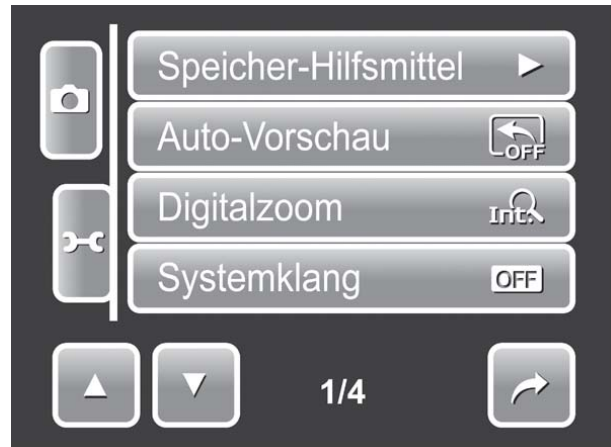 Speicher-Hilfsmittel
Auto-Vorschau OFF
Digitalzoom Int.
Systemklang OFF
1/4